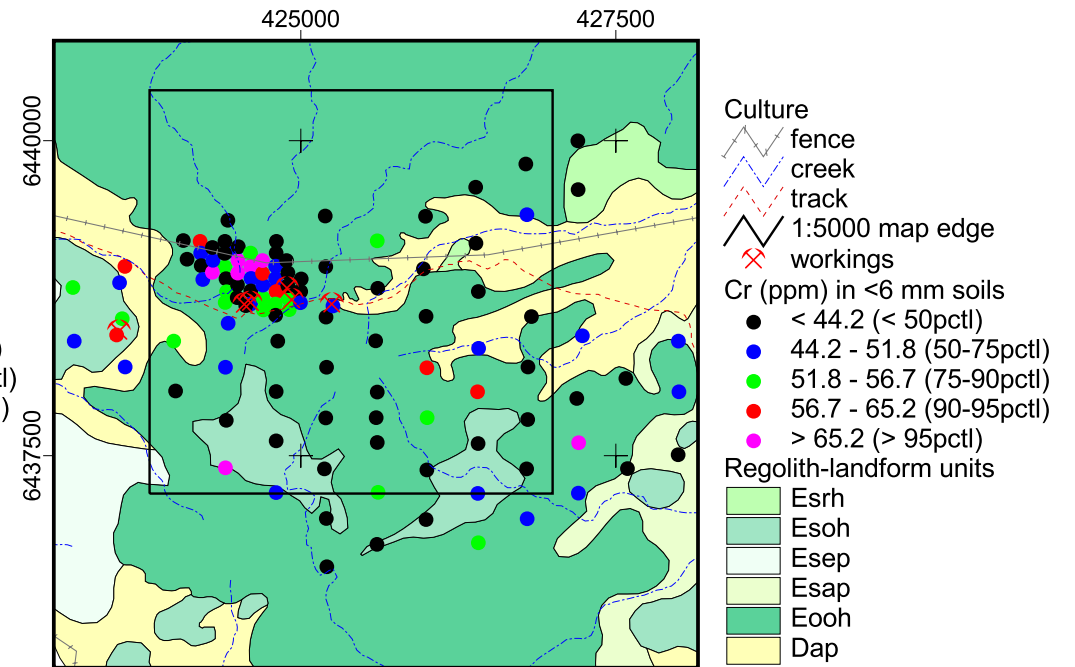 425000
427500
6440000
6437500
)
tl)
)
Culture
fence
creek
track
1:5000 map edge
workings
Cr (ppm) in <6 mm soils
< 44.2 (< 50pctl)
44.2 - 51.8 (50-75pctl)
51.8 - 56.7 (75-90pctl)
56.7 - 65.2 (90-95pctl)
> 65.2 (> 95pctl)
Regolith-landform units
Esrh
Esoh
Esep
Esap
Eooh
Dap